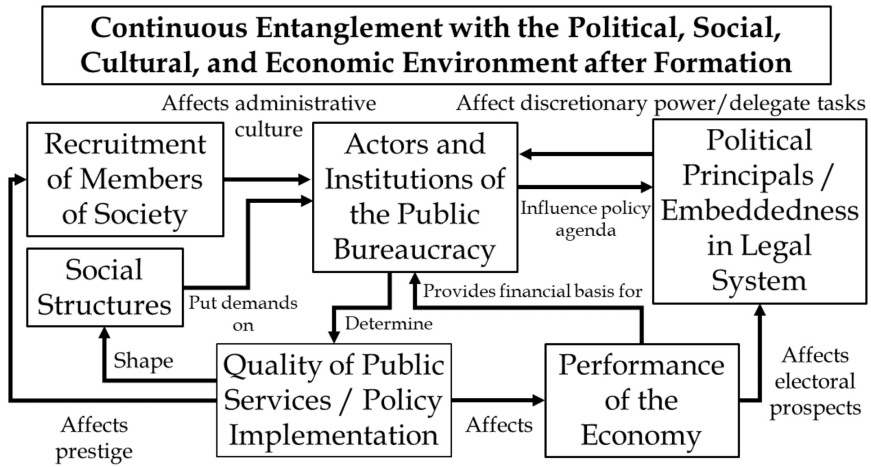 Continuous Entanglement with the Political, Social,
Cultural, and Economic Environment after Formation
Affects administrative
culture
Affect discretionary power/delegate tasks
Recruitment
of Members
of Society
Actors and
Institutions of
the Public
Bureaucracy
Political
Principals /
Embeddedness
in Legal
System
Influence policy
agenda
Social
Structures
Put demands
on
Provides financial basis for
Determine
Shape
Quality of Public
Services / Policy
Implementation
Performance
of the
Economy
Affects
electoral
prospects
Affects
prestige
Affects